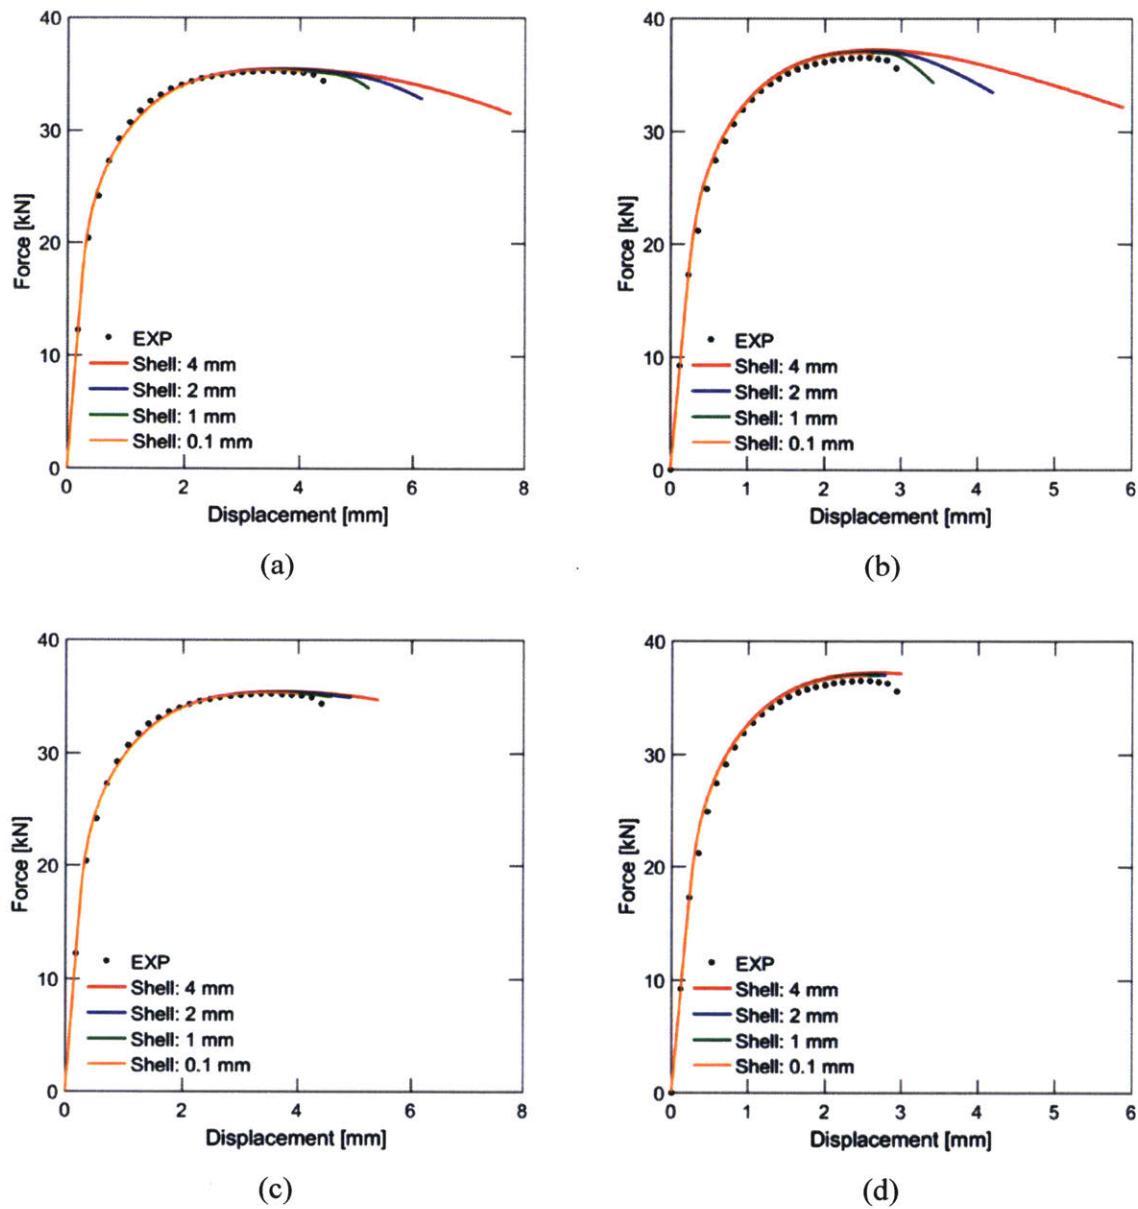 40
30
20
10
0
Force [kN]
EXP
Shell: 4 mm
Shell: 2 mm
Shell: 1 mm
Shell: 0.1 mm
0 2 4 6 8
Displacement [mm]
(a)
40
30
20
10
0
Force [kN]
EXP
Shell: 4 mm
Shell: 2 mm
Shell: 1 mm
Shell: 0.1 mm
0 1 2 3 4 5 6
Displacement [mm]
(b)
40
30
20
10
0
Force [kN]
EXP
Shell: 4 mm
Shell: 2 mm
Shell: 1 mm
Shell: 0.1 mm
0 2 4 6 8
Displacement [mm]
(c)
40
30
20
10
0
Force [kN]
EXP
Shell: 4 mm
Shell: 2 mm
Shell: 1 mm
Shell: 0.1 mm
0 1 2 3 4 5 6
Displacement [mm]
(d)